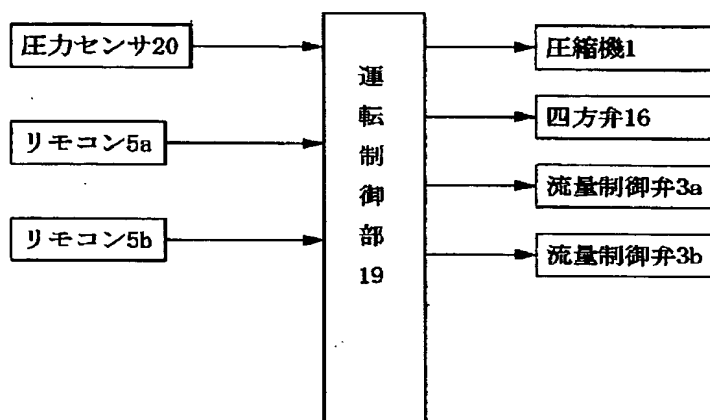 圧力センサ20
リモコン5a
リモコン5b
運転制御部19
圧縮機1
四方弁16
流量制御弁3a
流量制御弁3b